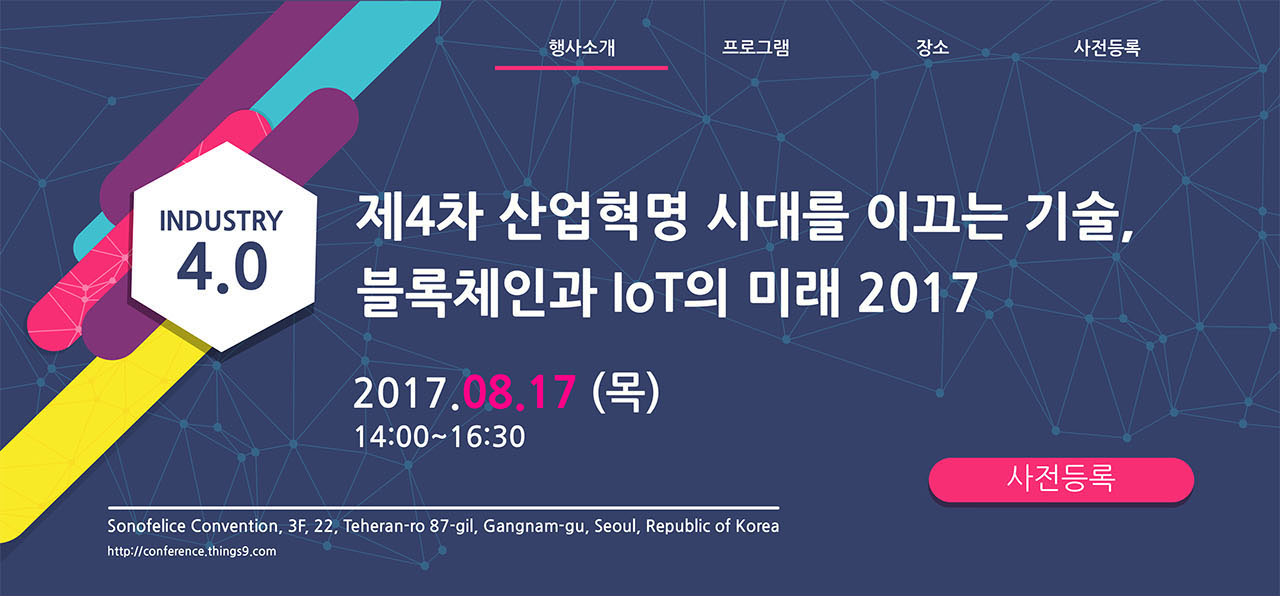 행사소개
프로그램
장소
사전등록
INDUSTRY
4.0
제4차 산업혁명 시대를 이끄는 기술,
블록체인과 IoT의 미래 2017
2017.08.17 (목)
14:00~16:30
사전등록
Sonofelice Convention, 3F, 22, Teheran-ro 87-gil, Gangnam-gu, Seoul, Republic of Korea
http://conference.things9.com